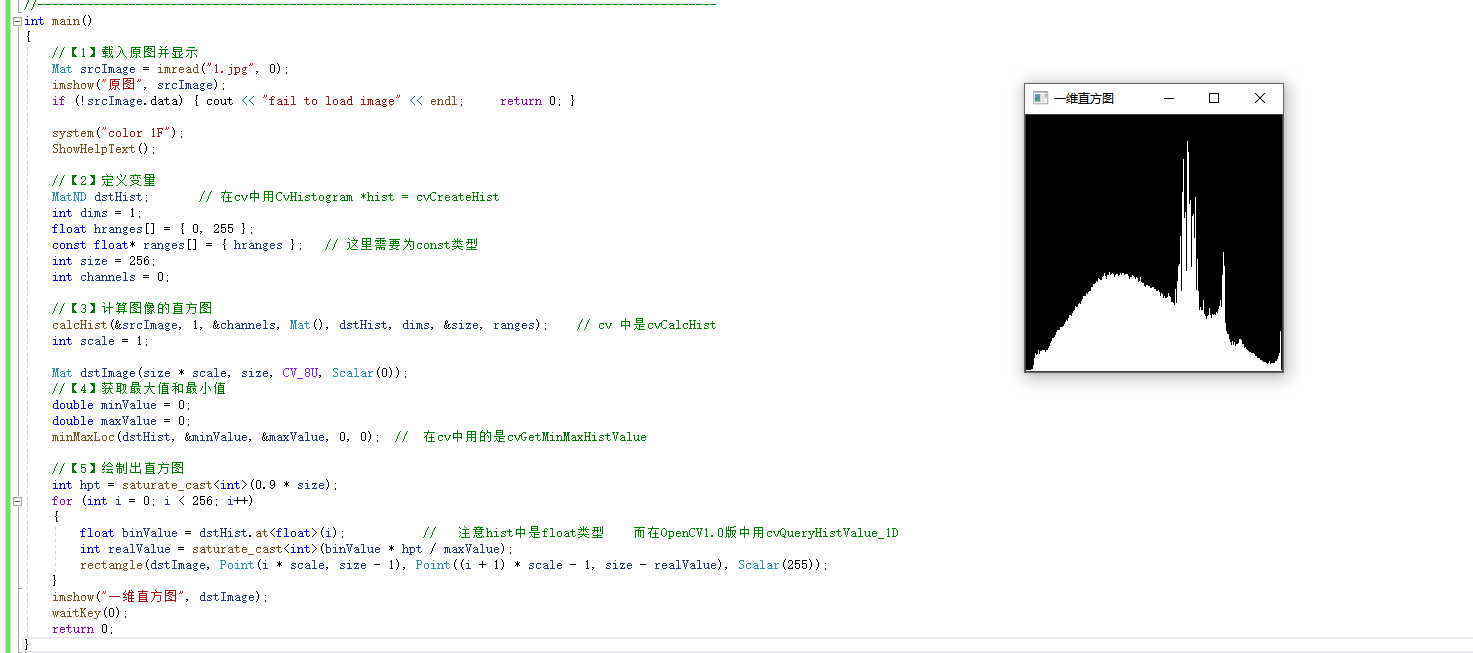 //------------------------------------------------------------------------------------------------
int main()
{
//【1】载入原图并显示
Mat srcImage = imread("1.jpg", 0);
imshow("原图", srcImage);
if (!srcImage.data) { cout << "fail to load image" << endl;     return 0; }
system("color 1F");
ShowHelpText();
//【2】定义变量
MatND dstHist;       // 在cv中用CvHistogram *hist = cvCreateHist
int dims = 1;
float hranges[] = { 0, 255 };
const float* ranges[] = { hranges };   // 这里需要为const类型
int size = 256;
int channels = 0;
//【3】计算图像的直方图
calcHist(&srcImage, 1, &channels, Mat(), dstHist, dims, &size, ranges);    // cv 中是cvCalcHist
int scale = 1;
Mat dstImage(size * scale, size, CV_8U, Scalar(0));
//【4】获取最大值和最小值
double minValue = 0;
double maxValue = 0;
minMaxLoc(dstHist, &minValue, &maxValue, 0, 0);  //  在cv中用的是cvGetMinMaxHistValue
//【5】绘制出直方图
int hpt = saturate_cast<int>(0.9 * size);
for (int i = 0; i < 256; i++)
{
float binValue = dstHist.at<float>(i);           //   注意hist中是float类型    而在OpenCV1.0版中用cvQueryHistValue_1D
int realValue = saturate_cast<int>(binValue * hpt / maxValue);
rectangle(dstImage, Point(i * scale, size - 1), Point((i + 1) * scale - 1, size - realValue), Scalar(255));
}
imshow("一维直方图", dstImage);
waitKey(0);
return 0;
}
一维直方图